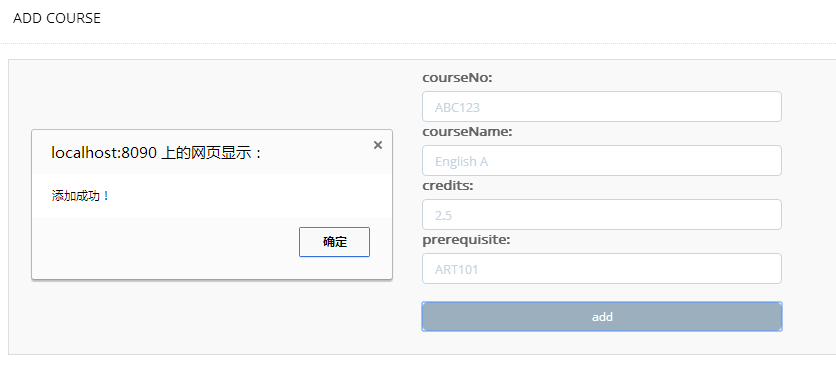 ADD COURSE
localhost:8090 上的网页显示：
×
添加成功！
确定
courseNo:
ABC123
courseName:
English A
credits:
2.5
prerequisite:
ART101
add